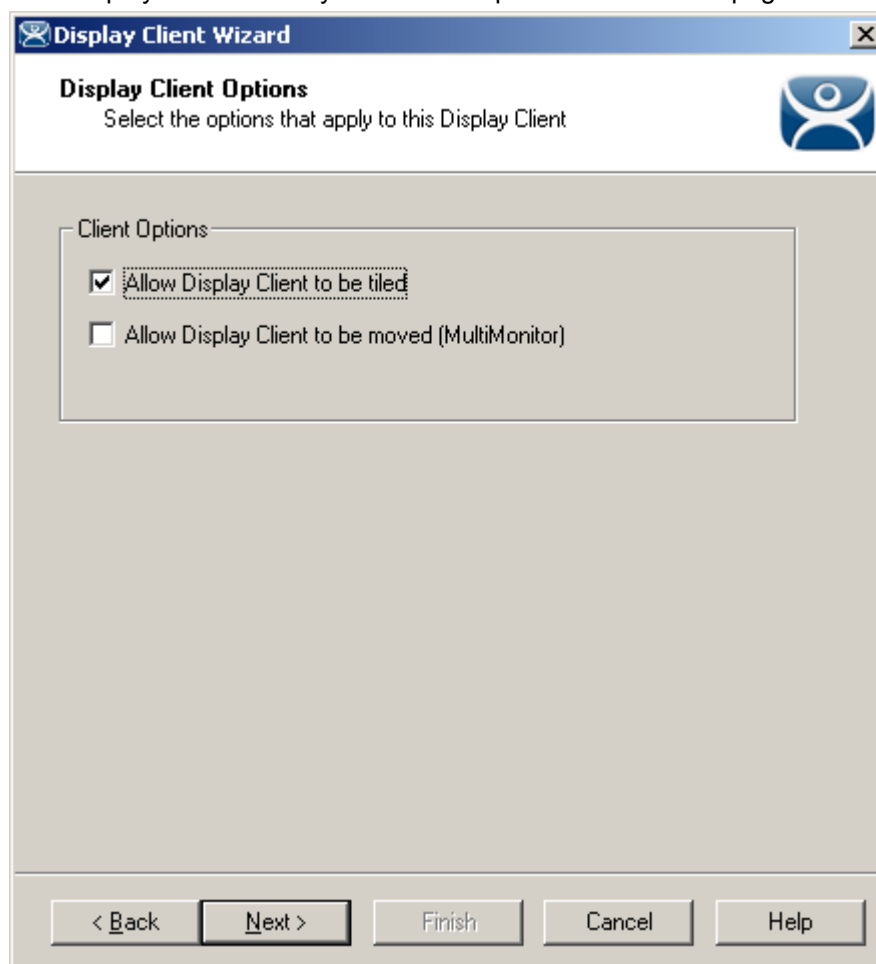 Display Client Wizard
Display Client Options
Select the options that apply to this Display Client
Client Options
Allow Display Client to be tiled
Allow Display Client to be moved (MultiMonitor)
< Back Next > Finish Cancel Help